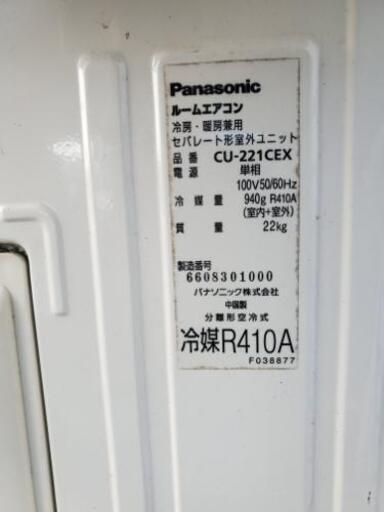 Panasonic
ルームエアコン
冷房・暖房兼用
セパレート形室外ユニット
品番 CU-221CEX
電源 単相
100V50/60Hz
冷媒量 940g R410A
(室内+室外)
質量 22kg
製造番号
6608301000
パナソニック株式会社
中国製
分離形空冷式
冷媒R410A
F038877